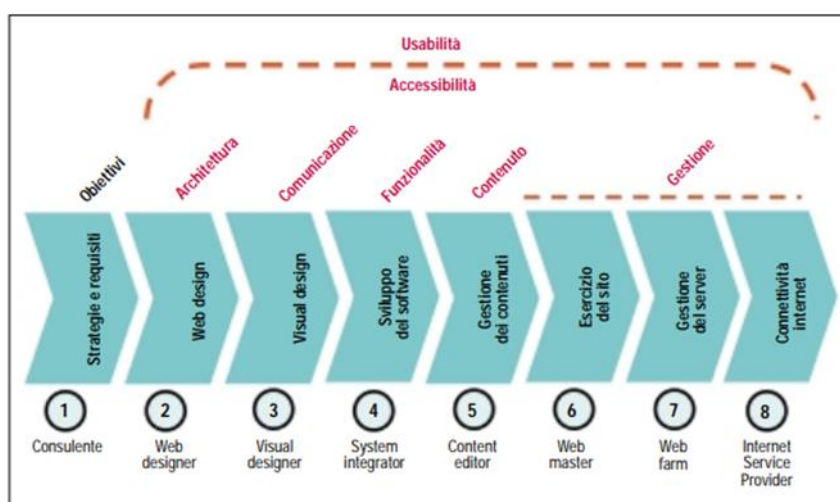 Usabilità
Accessibilità
Obiettivi
Architettura
Comunicazione
Funzionalità
Contenuto
Gestione
Strategie e requisiti
Web design
Visual design
Sviluppo
del software
Gestione
dei contenuti
Esercizio
del sito
Gestione
del server
Connettività
internet
1
2
3
4
5
6
7
8
Consulente
Web
designer
Visual
designer
System
integrator
Content
editor
Web
master
Web
farm
Internet
Service
Provider